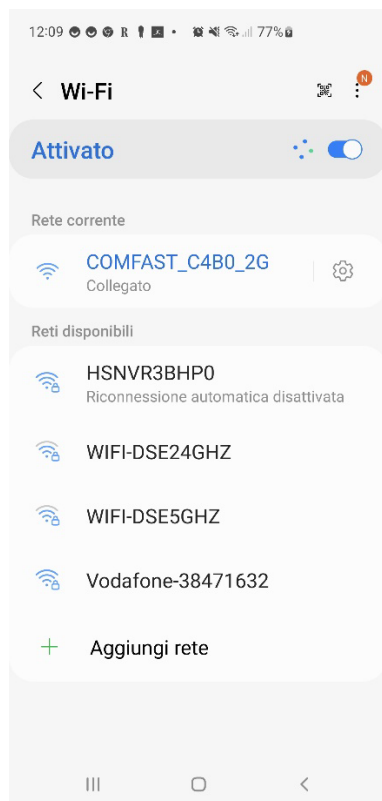 12:09 R 77%
Wi-Fi
N
Attivato
Rete corrente
COMFAST_C4B0_2G
Collegato
Reti disponibili
HSNVR3BHP0
Riconnessione automatica disattivata
WIFI-DSE24GHZ
WIFI-DSE5GHZ
Vodafone-38471632
Aggiungi rete